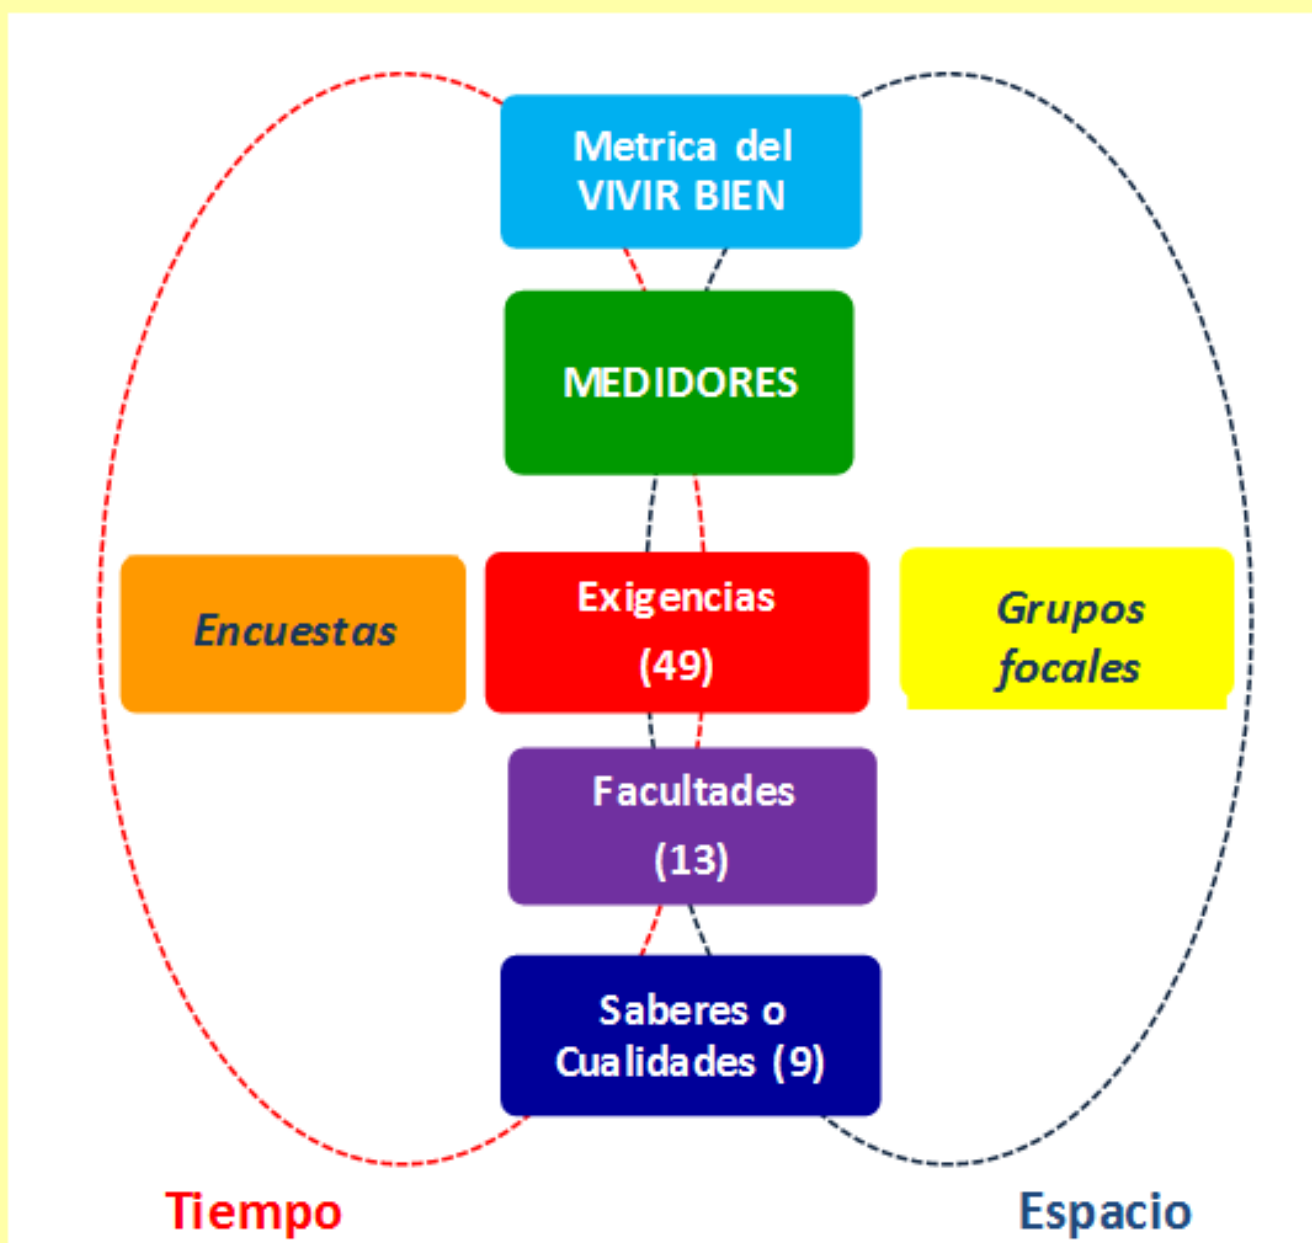 Metrica del
VIVIR BIEN
MEDIDORES
Encuestas
Exigencias
(49)
Grupos
focales
Facultades
(13)
Saberes o
Cualidades (9)
Tiempo
Espacio